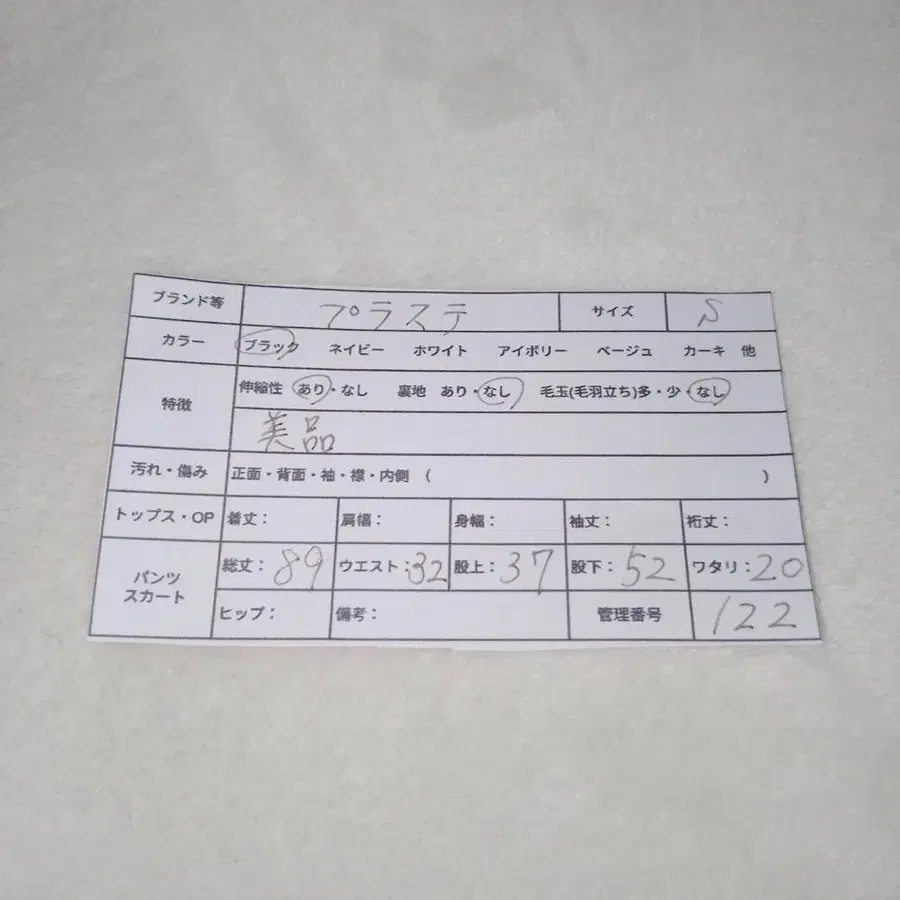 ブランド等 プラステ サイズ S
カラー ブラック ネイビー ホワイト アイボリー ベージュ カーキ 他
特徴 伸縮性 あり・なし 裏地 あり・なし 毛玉(毛羽立ち)多・少・なし
美品
汚れ・傷み 正面・背面・袖・襟・内側 ( )
トップス・OP 着丈: 肩幅: 身幅: 袖丈: 裄丈:
パンツ スカート 総丈:89 ウエスト:32 股上:37 股下:52 ワタリ:20
ヒップ: 備考: 管理番号 122